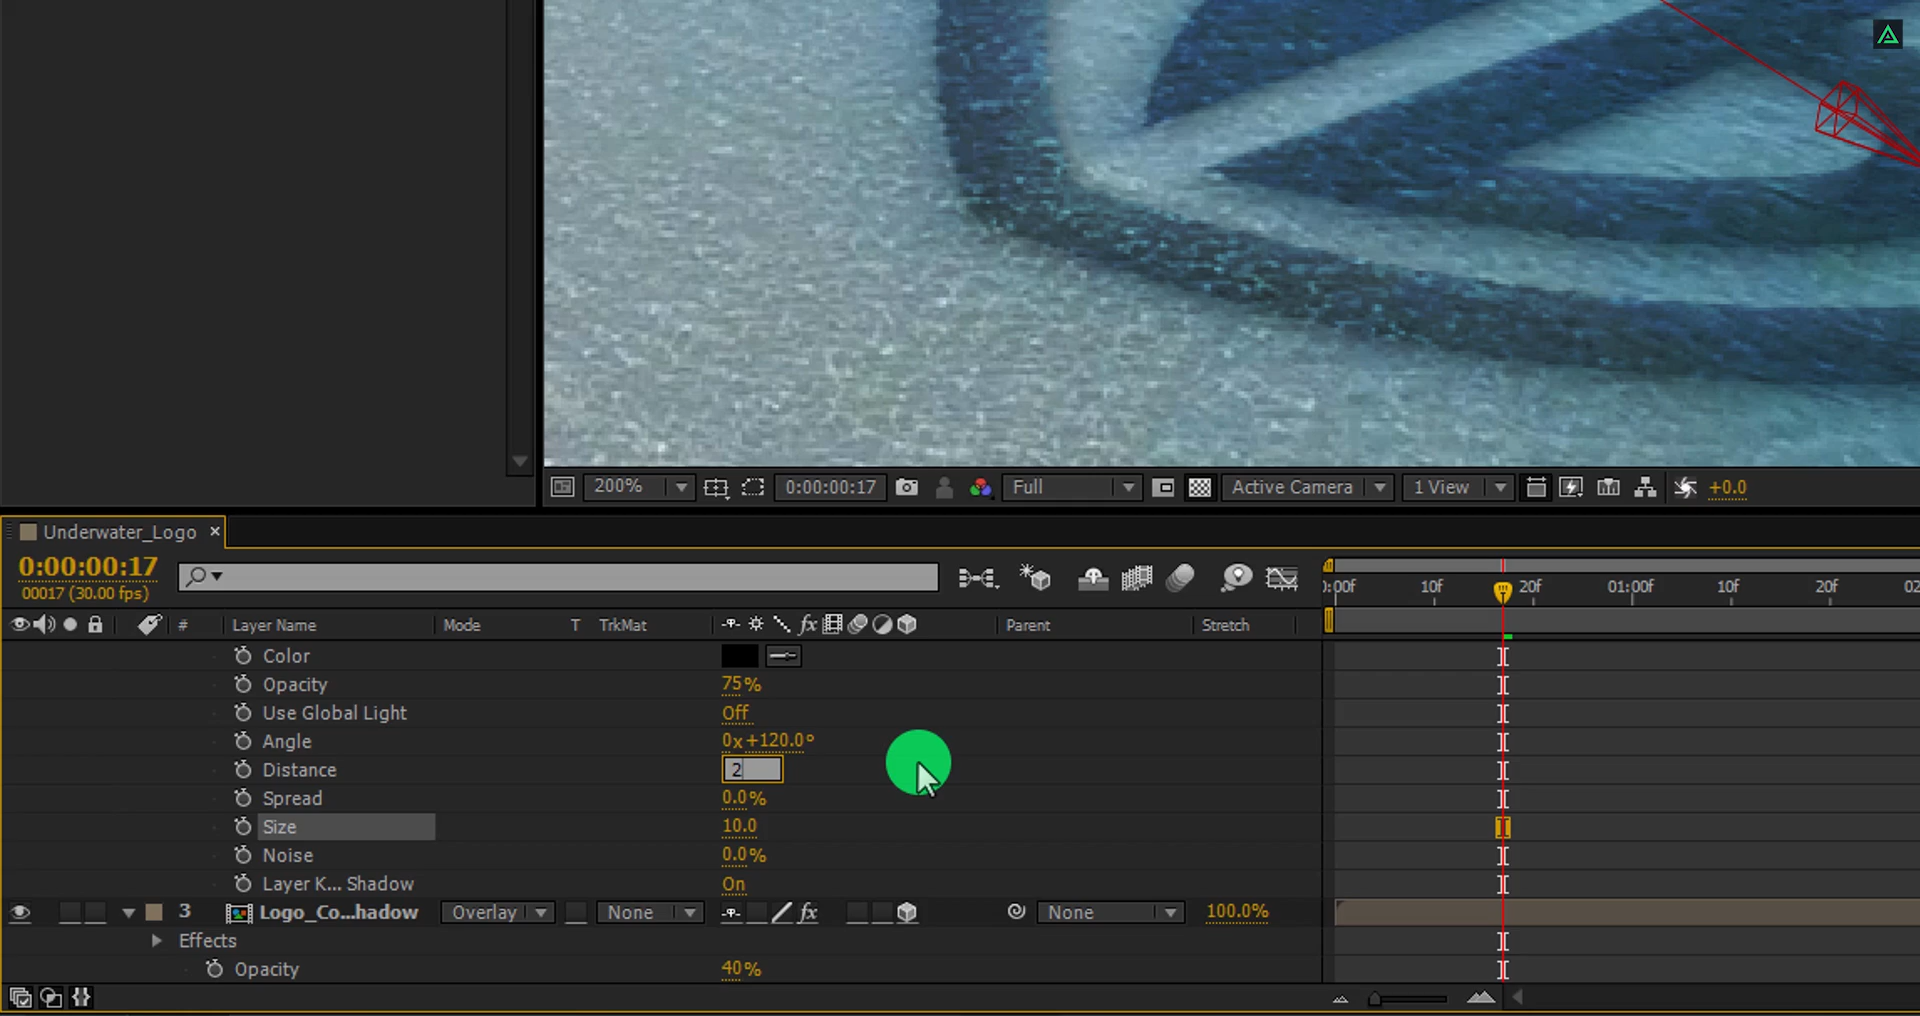 200%
0:00:00:17
Full
Active Camera
1 View
+0.0
Underwater_Logo ×
0:00:00:17
00017 (30.00 fps)
):00f 10f 20f 01:00f 10f 20f 02
# Layer Name Mode T TrkMat fx Parent Stretch
Color
Opacity 75%
Use Global Light Off
Angle 0x+120.0°
Distance 2
Spread 0.0%
Size 10.0
Noise 0.0%
Layer K... Shadow On
3 Logo_Co...hadow Overlay None fx None 100.0%
Effects
Opacity 40%